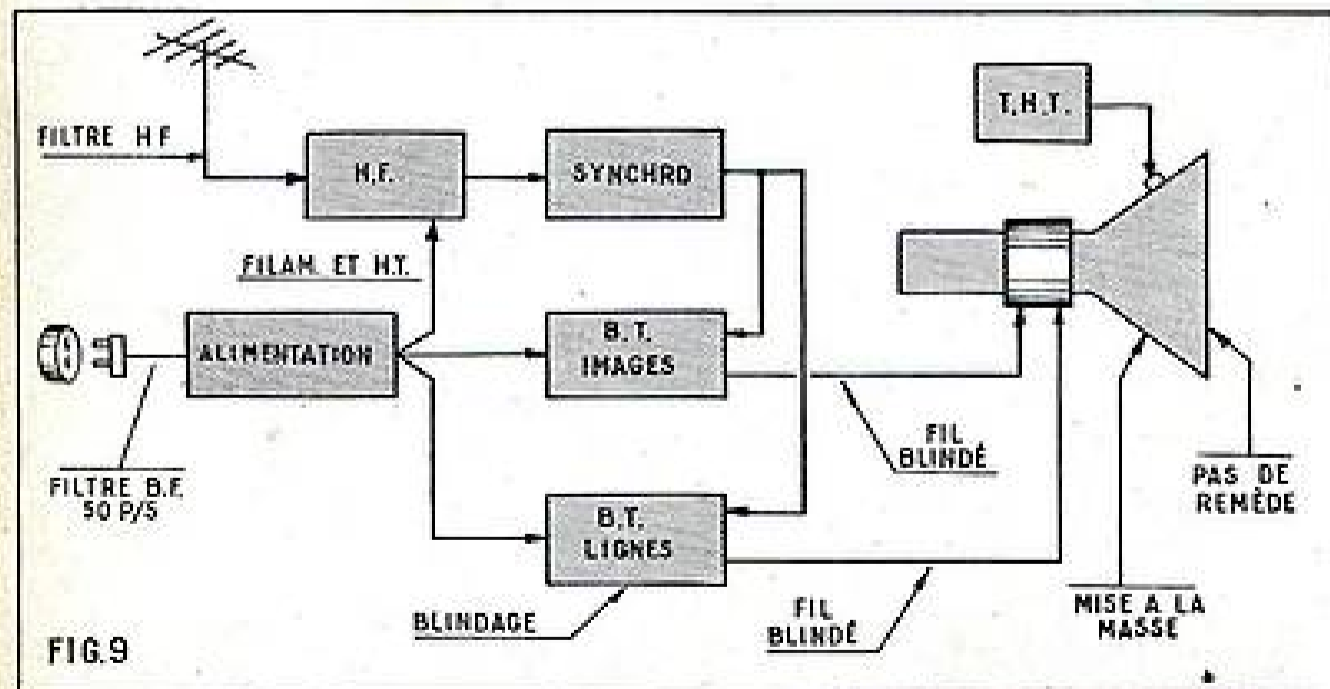 T.H.T.
FILTRE HF
H.F.
SYNCHRO
FILAM. ET H.T.
ALIMENTATION
B.T.
IMAGES
FIL
BLINDÉ
FILTRE B.F.
50 P/S
PAS DE
REMÈDE
B.T.
LIGNES
BLINDAGE
FIL
BLINDÉ
MISE A LA
MASSE
FIG.9